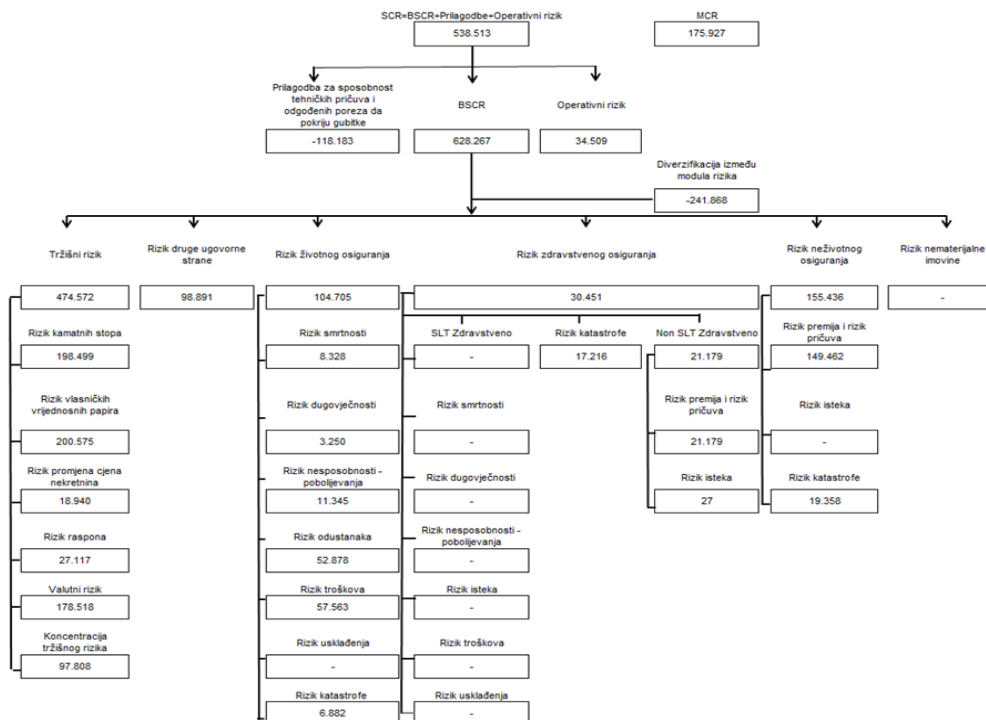 SCR=BSCR+Prilagodbe+Operativni rizik
MCR
538.513
175.927
Prilagodba za sposobnost
tehničkih pričuva i
odgođenih poreza da
pokriju gubitke
BSCR
Operativni rizik
-118.183
628.267
34.509
Diverzifikacija između
modula rizika
-241.868
Tržišni rizik
Rizik druge ugovorne
strane
Rizik životnog osiguranja
Rizik zdravstvenog osiguranja
Rizik neživotnog
osiguranja
Rizik nematerijalne
imovine
474.572
98.891
104.705
30.451
155.436
-
Rizik kamatnih stopa
Rizik smrtnosti
SLT Zdravstveno
Rizik katastrofe
Non SLT Zdravstveno
Rizik premija i rizik
pričuva
198.499
8.328
-
17.216
21.179
149.462
Rizik vlasničkih
vrijednosnih papira
Rizik dugovječnosti
Rizik smrtnosti
Rizik premija i rizik
pričuva
Rizik isteka
200.575
3.250
-
21.179
-
Rizik promjena cjena
nekretnina
Rizik nesposobnosti -
pobolijevanja
Rizik dugovječnosti
Rizik isteka
Rizik katastrofe
18.940
11.345
-
27
19.358
Rizik raspona
Rizik odustanaka
Rizik nesposobnosti -
pobolijevanja
27.117
52.878
-
Valutni rizik
Rizik troškova
Rizik isteka
178.518
57.563
-
Koncentracija
tržišnog rizika
Rizik usklađenja
Rizik troškova
97.808
-
-
Rizik katastrofe
Rizik usklađenja
6.882
-